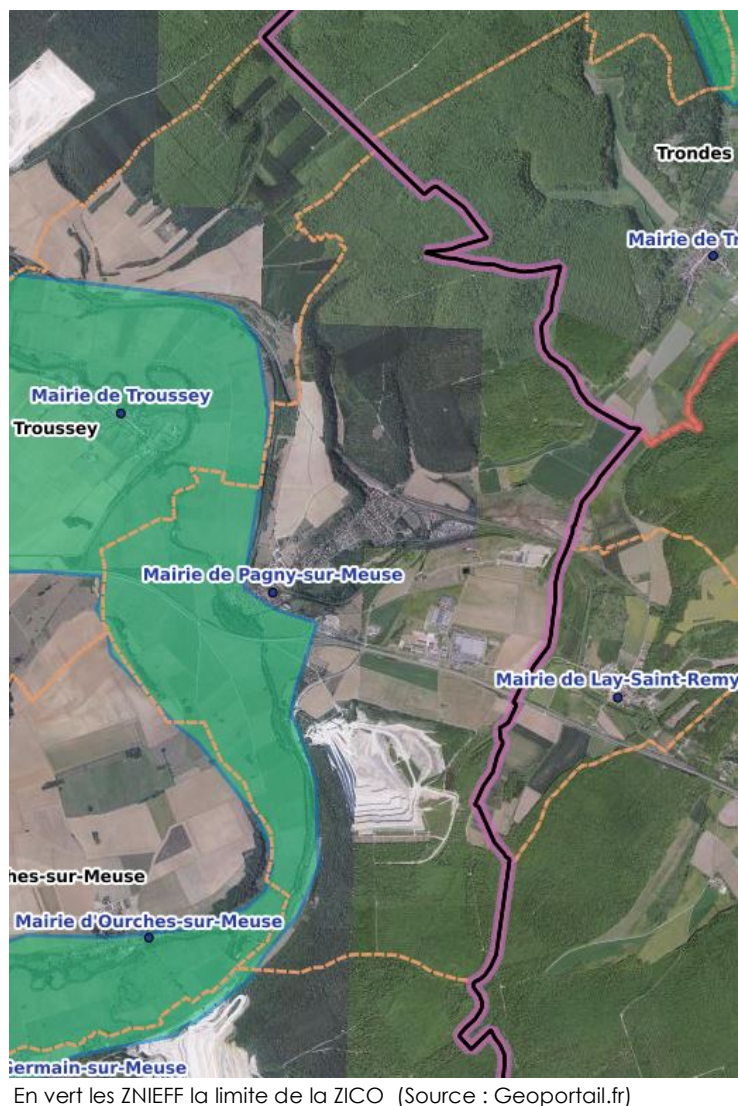 Trondes
Mairie de Tr
Mairie de Troussey
Troussey
Mairie de Pagny-sur-Meuse
Mairie de Lay-Saint-Remy
hes-sur-Meuse
Mairie d'Ourches-sur-Meuse
Germain-sur-Meuse
En vert les ZNIEFF la limite de la ZICO (Source : Geoportail.fr)